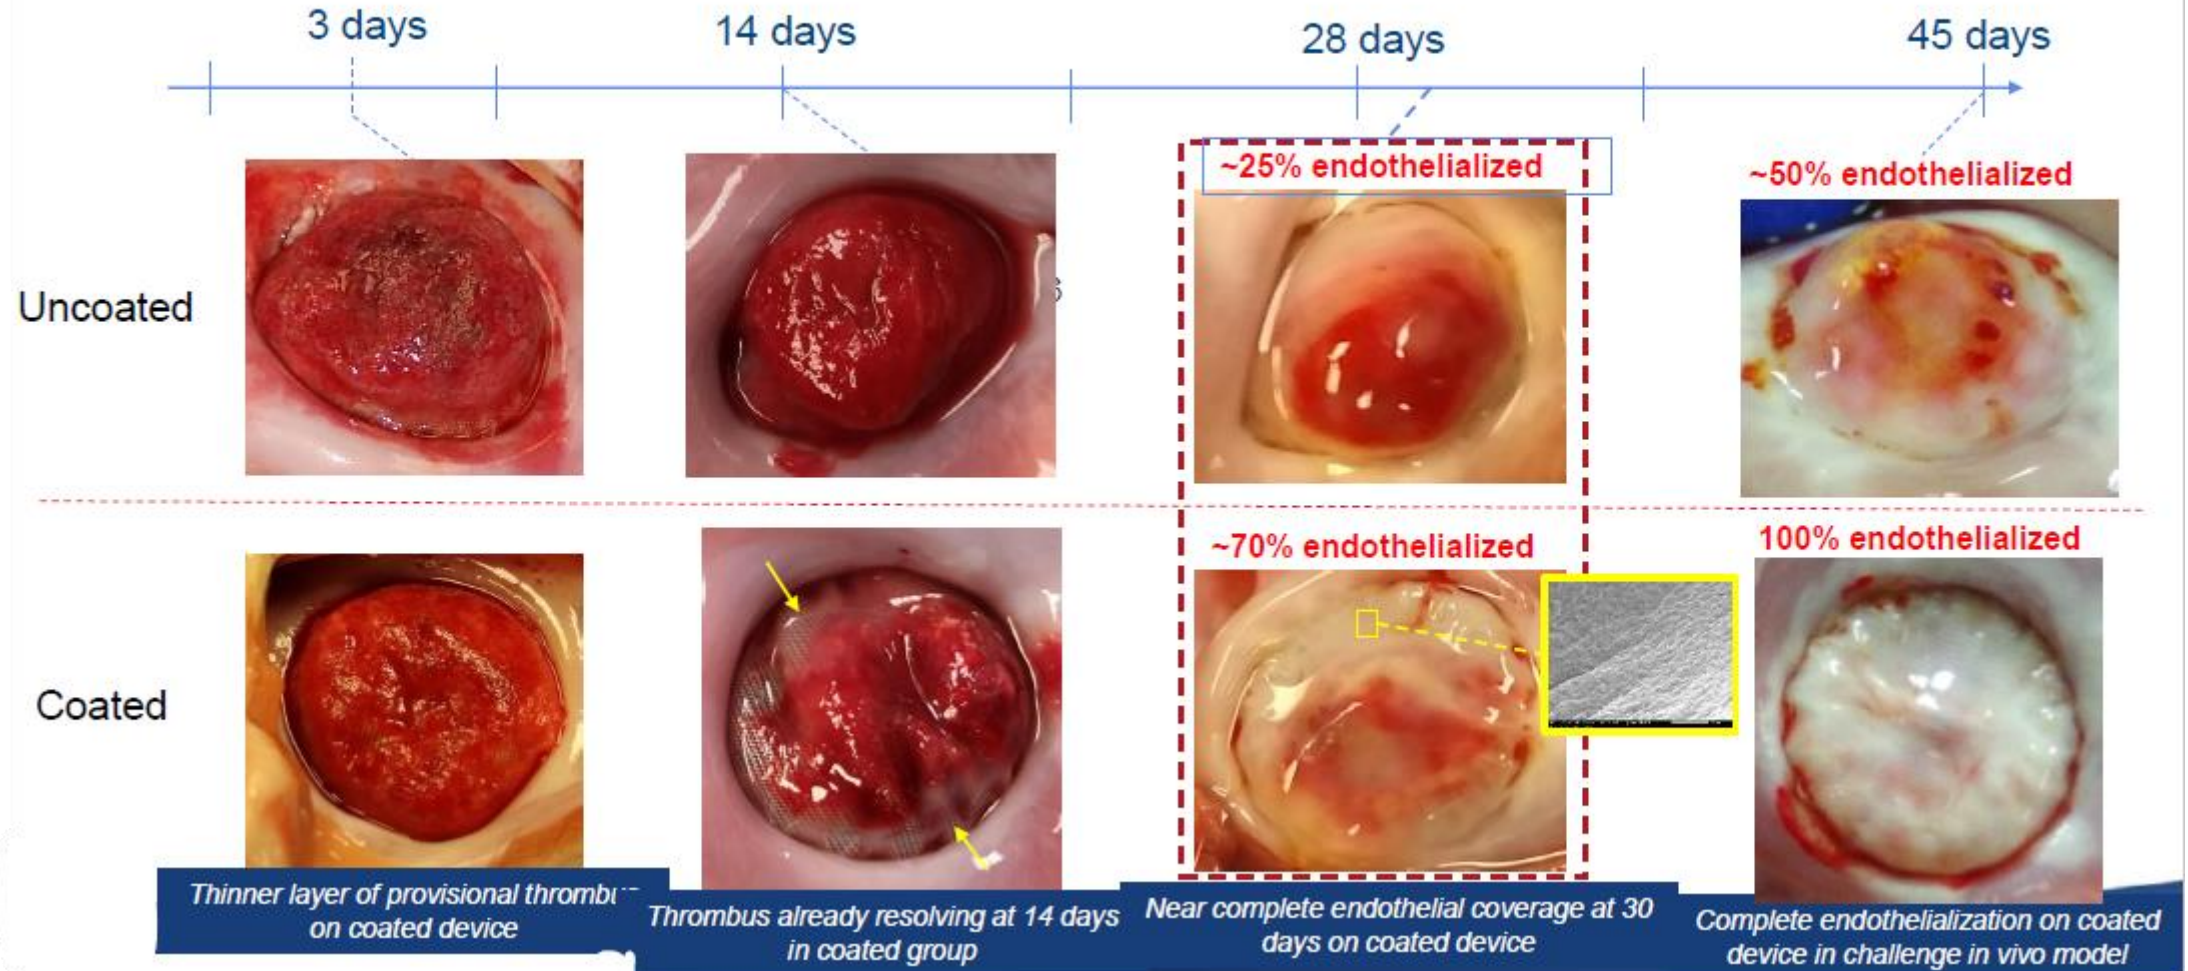 3 days
14 days
28 days
45 days
~25% endothelialized
~50% endothelialized
Uncoated
~70% endothelialized
100% endothelialized
Coated
Thinner layer of provisional
on coated device
Thrombus already resolving at 14 days
in coated group
Near complete endothelial coverage at 30
days on coated device
Complete endothelialization on coated
device in challenge in vivo model